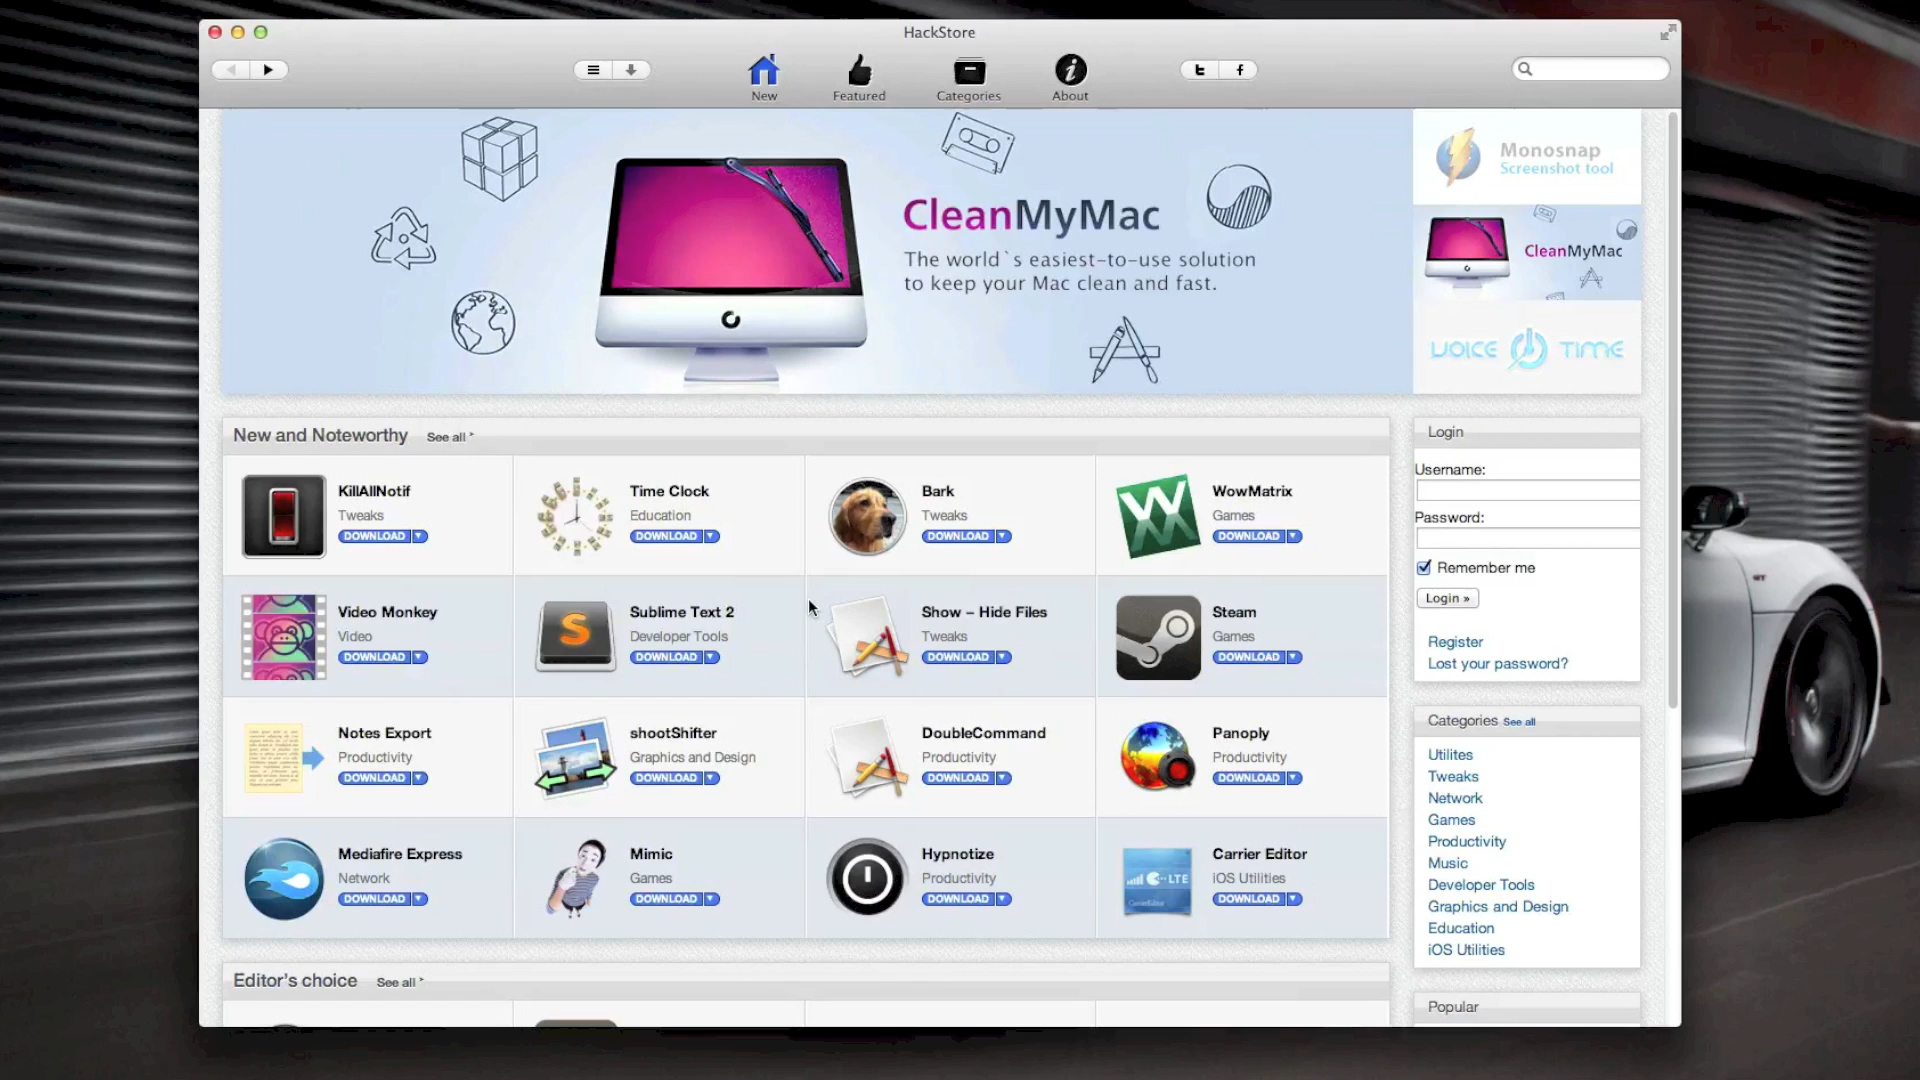 HackStore
New
Featured
Categories
About
CleanMyMac
The world`s easiest-to-use solution
to keep your Mac clean and fast.
Monosnap
Screenshot tool
CleanMyMac
VOICE TIME
New and Noteworthy See all
KillAllNotif
Tweaks
DOWNLOAD
Time Clock
Education
DOWNLOAD
Bark
Tweaks
DOWNLOAD
WowMatrix
Games
DOWNLOAD
Video Monkey
Video
DOWNLOAD
Sublime Text 2
Developer Tools
DOWNLOAD
Show – Hide Files
Tweaks
DOWNLOAD
Steam
Games
DOWNLOAD
Notes Export
Productivity
DOWNLOAD
shootShifter
Graphics and Design
DOWNLOAD
DoubleCommand
Productivity
DOWNLOAD
Panoply
Productivity
DOWNLOAD
Mediafire Express
Network
DOWNLOAD
Mimic
Games
DOWNLOAD
Hypnotize
Productivity
DOWNLOAD
LTE
Carrier Editor
iOS Utilities
DOWNLOAD
Editor's choice See all
Login
Username:
Password:
Remember me
Login »
Register
Lost your password?
Categories See all
Utilites
Tweaks
Network
Games
Productivity
Music
Developer Tools
Graphics and Design
Education
iOS Utilities
Popular